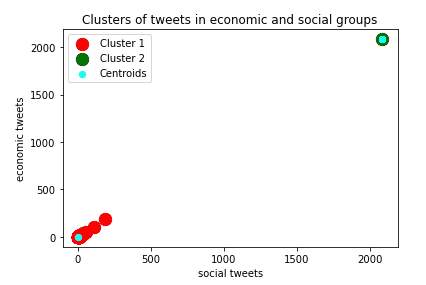 Clusters of tweets in economic and social groups
Cluster 1
Cluster 2
Centroids
economic tweets
2000
1500
1000
500
0
0 500 1000 1500 2000
social tweets